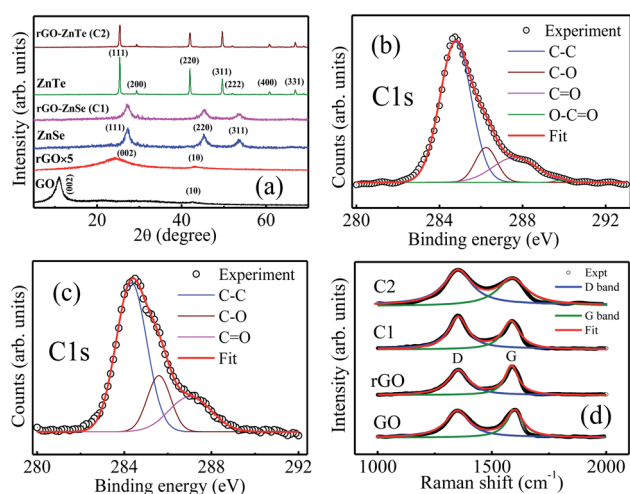 rGO-ZnTe (C2)
(111)
(220)
(311)
ZnTe
(200)
(222)
(400)
(331)
rGO-ZnSe (C1)
ZnSe
(111)
(220)
(311)
rGO×5
(002)
(10)
GO
(002)
(10)
(a)
Intensity (arb. units)
20 40 60
2θ (degree)
(b)
C1s
Experiment
C-C
C-O
C=O
O-C=O
Fit
Counts (arb. units)
280 284 288 292
Binding energy (eV)
(c)
C1s
Experiment
C-C
C-O
C=O
Fit
Counts (arb. units)
280 284 288 292
Binding energy (eV)
C2
C1
rGO
GO
D
G
Expt
D band
G band
Fit
(d)
Intensity (arb. units)
1000 1500 2000
Raman shift (cm⁻¹)